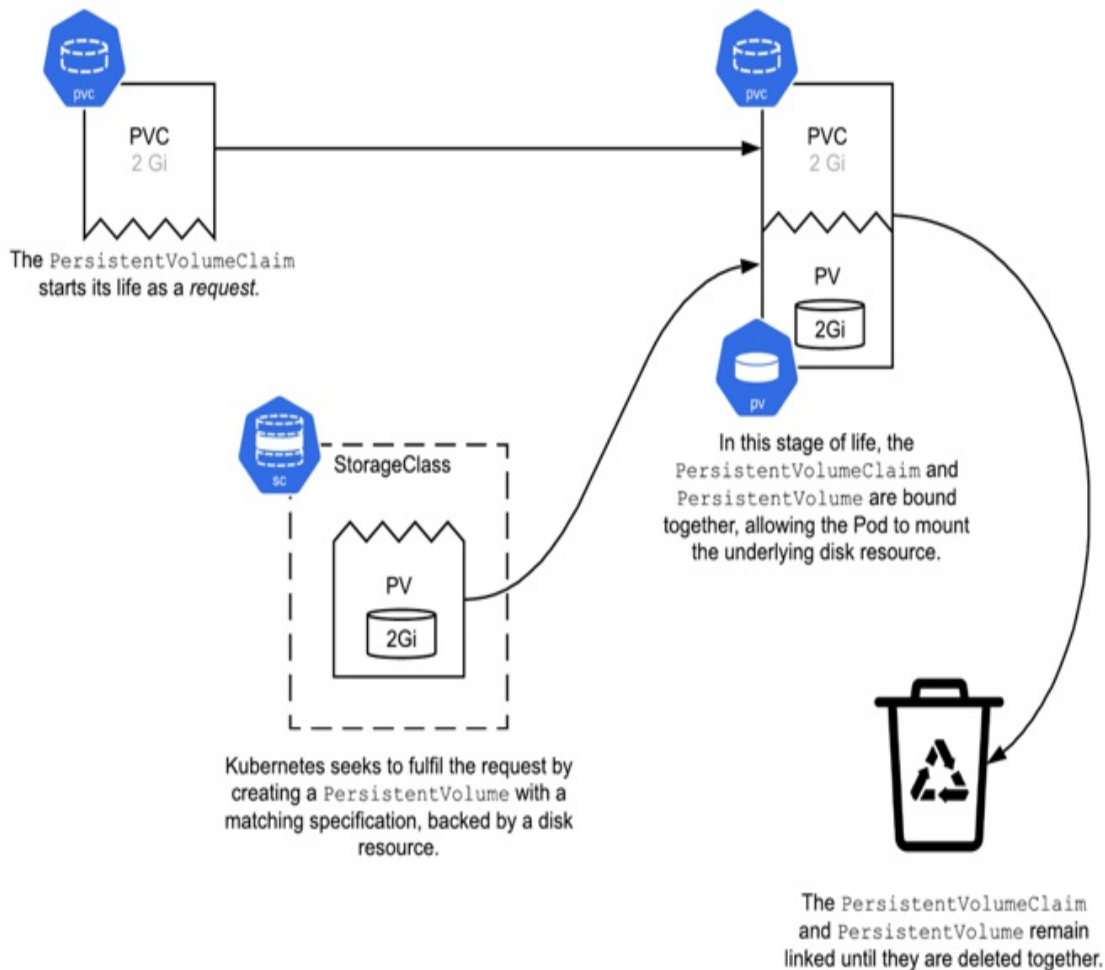 pvc
PVC
2 Gi
The PersistentVolumeClaim
starts its life as a request.
pvc
PVC
2 Gi
PV
2Gi
pv
In this stage of life, the
PersistentVolumeClaim and
PersistentVolume are bound
together, allowing the Pod to mount
the underlying disk resource.
sc
StorageClass
PV
2Gi
Kubernetes seeks to fulfil the request by
creating a PersistentVolume with a
matching specification, backed by a disk
resource.
The PersistentVolumeClaim
and PersistentVolume remain
linked until they are deleted together.